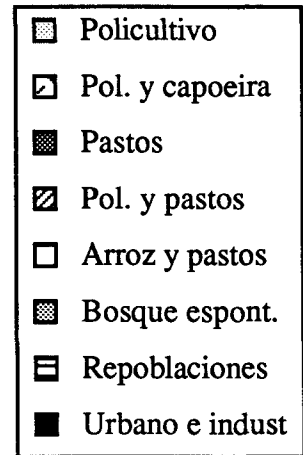 Policultivo
Pol. y capoeira
Pastos
Pol. y pastos
Arroz y pastos
Bosque espont.
Repoblaciones
Urbano e indust